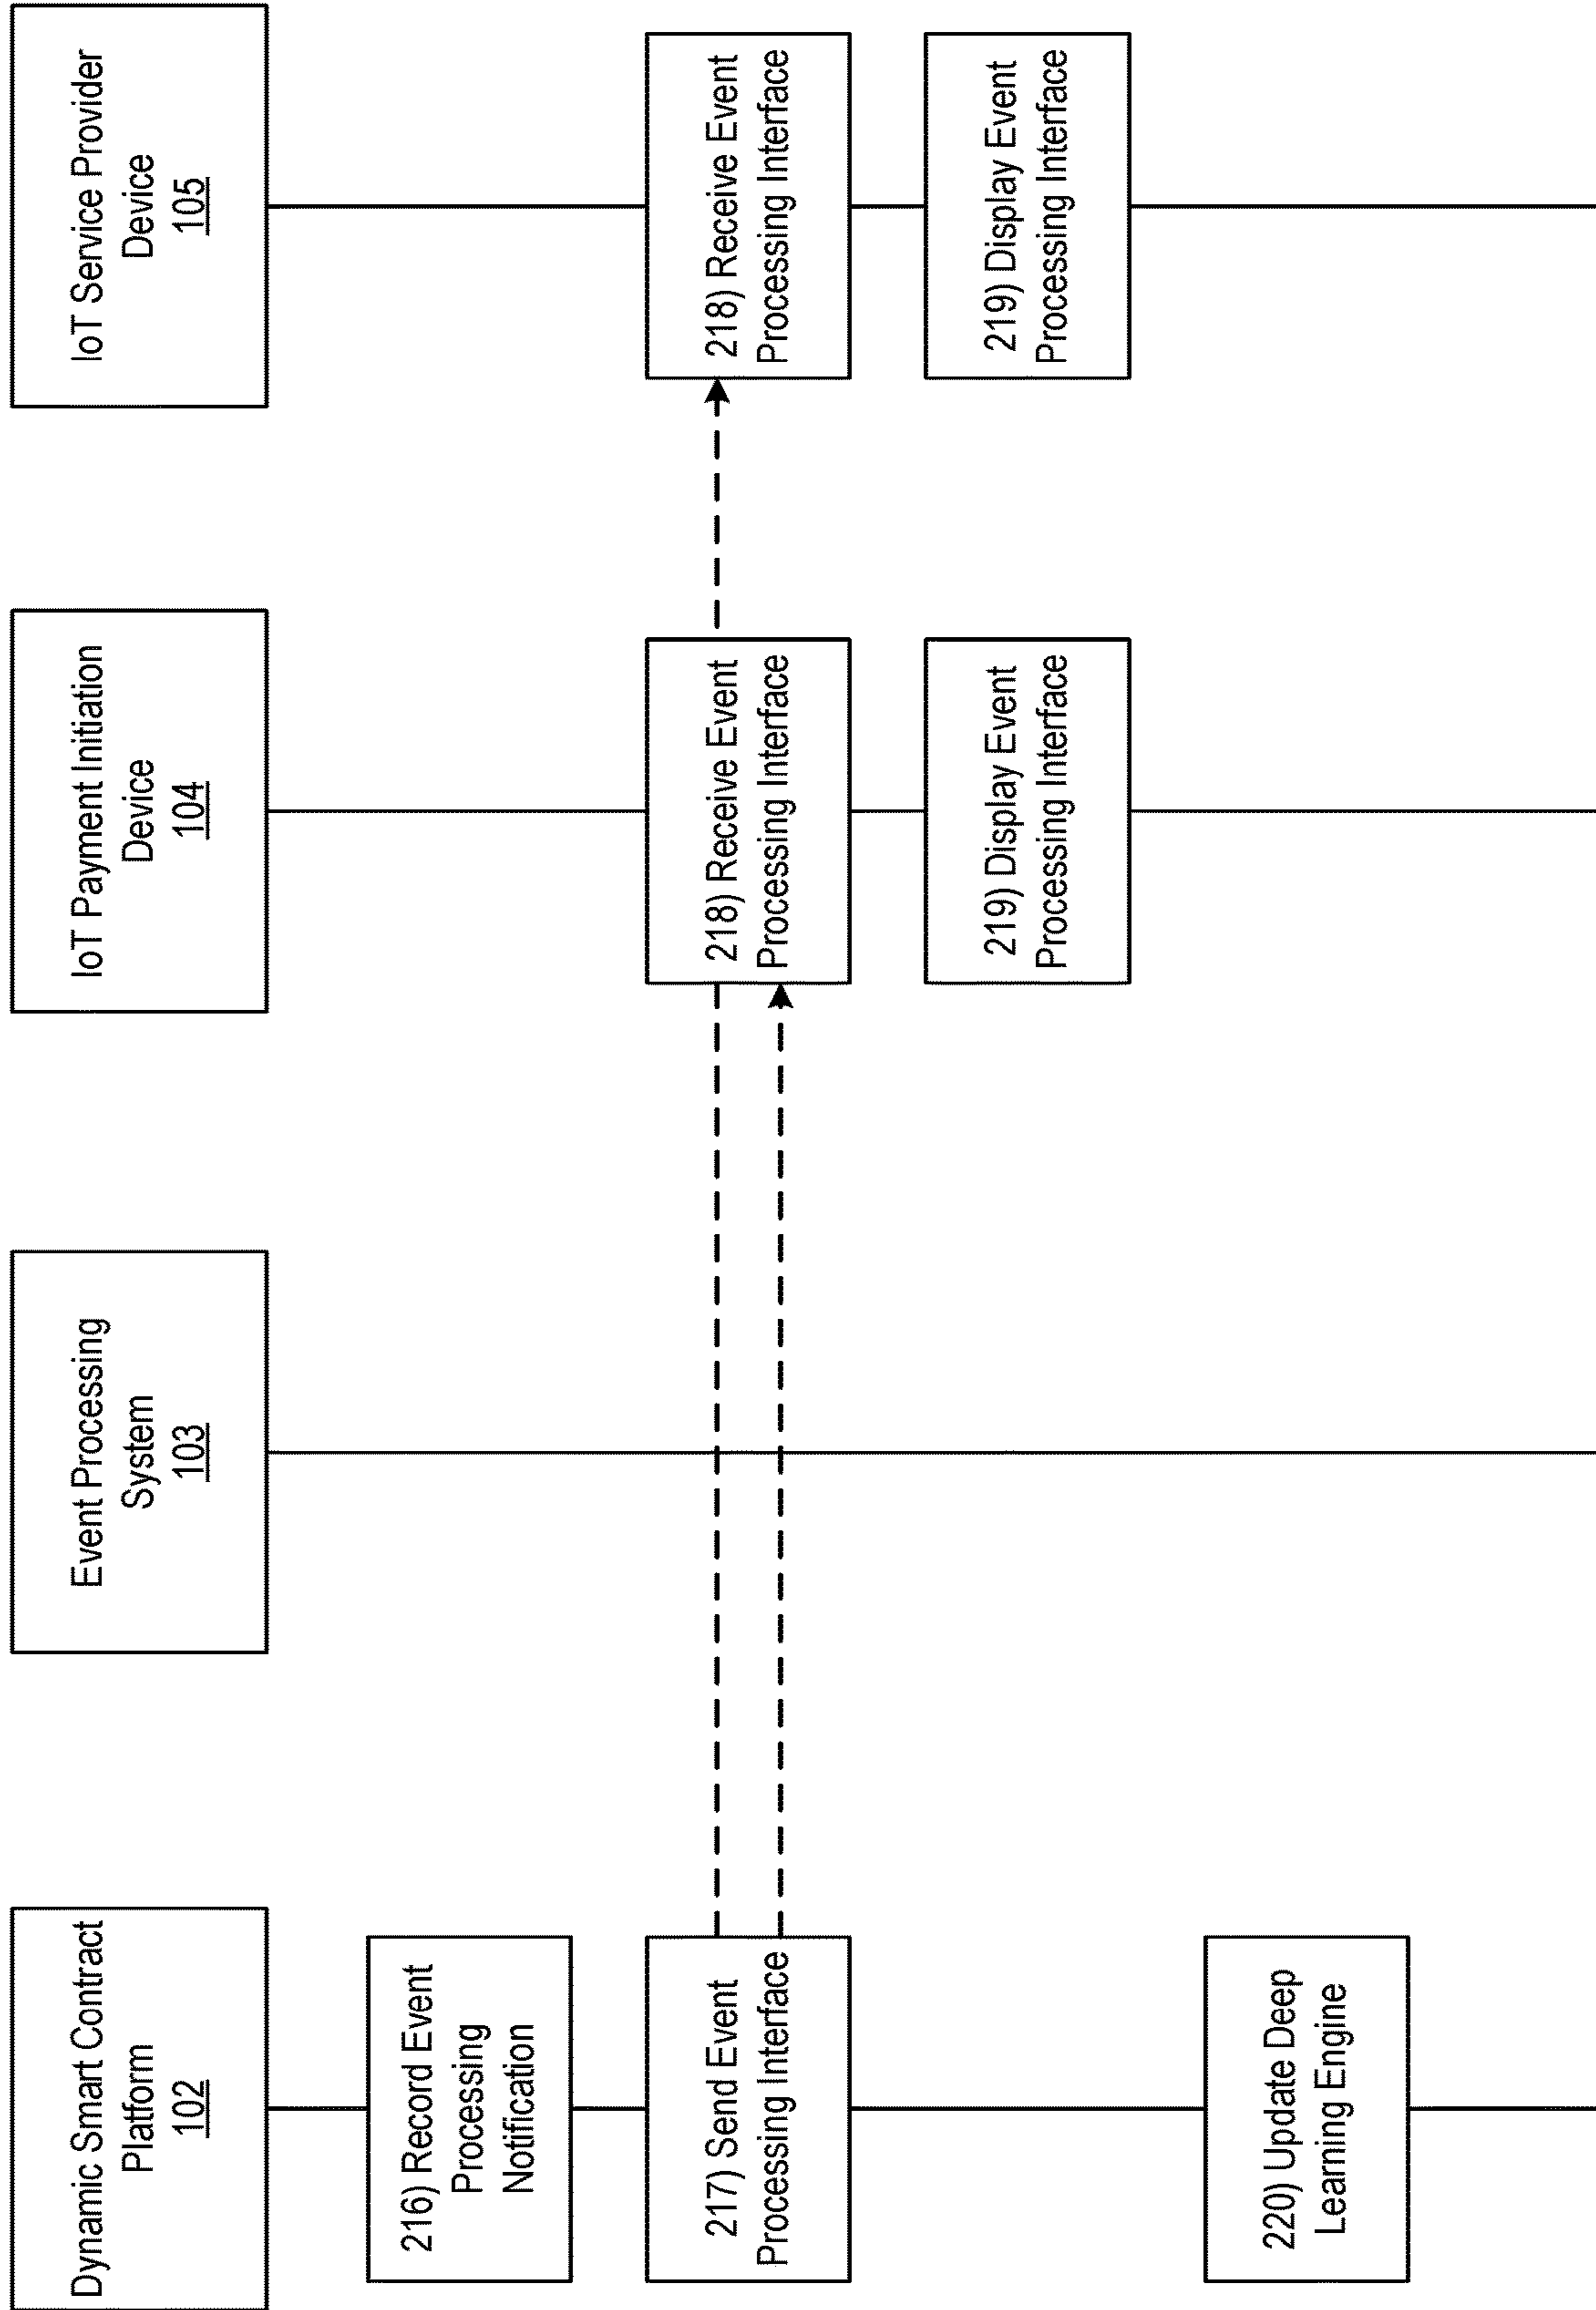 Dynamic Smart Contract
Platform
102
Event Processing
System
103
IoT Payment Initiation
Device
104
IoT Service Provider
Device
105
216) Record Event
Processing
Notification
217) Send Event
Processing Interface
218) Receive Event
Processing Interface
218) Receive Event
Processing Interface
219) Display Event
Processing Interface
219) Display Event
Processing Interface
220) Update Deep
Learning Engine